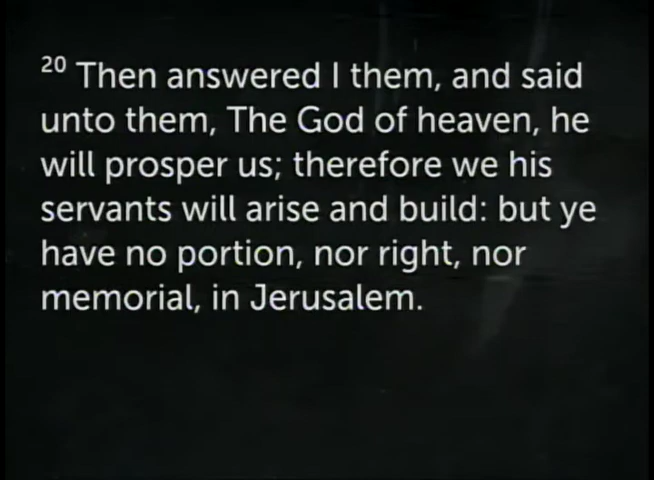 20 Then answered I them, and said
unto them, The God of heaven, he
will prosper us; therefore we his
servants will arise and build: but ye
have no portion, nor right, nor
memorial, in Jerusalem.